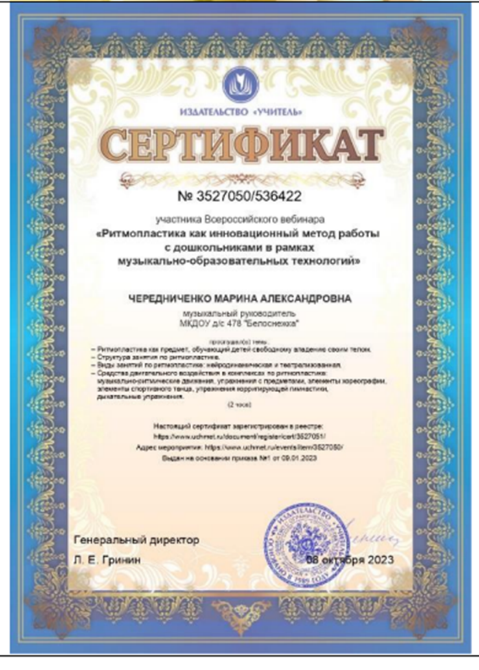 ИЗДАТЕЛЬСТВО «УЧИТЕЛЬ»
СЕРТИФИКАТ
№ 3527050/536422
участника Всероссийского вебинара
«Ритмопластика как инновационный метод работы
с дошкольниками в рамках
музыкально-образовательных технологий»
ЧЕРЕДНИЧЕНКО МАРИНА АЛЕКСАНДРОВНА
музыкальный руководитель
МКДОУ д/с 478 "Белоснежка"
прослушал(а) темы:
– Ритмопластика как предмет, обучающий детей свободному владению своим телом.
– Структура занятия по ритмопластике.
– Виды занятий по ритмопластике: нейродинамическая и театрализованная.
– Средства двигательного воздействия в комплексах по ритмопластике:
музыкально-ритмические движения, упражнения с предметами, элементы хореографии,
элементы спортивного танца, упражнения корригирующей гимнастики,
дыхательные упражнения.
(2 часа)
Настоящий сертификат зарегистрирован в реестре:
https://www.uchmet.ru/document/register/cert/3527051/
Адрес мероприятия: https://www.uchmet.ru/events/item/3527050/
Выдан на основании приказа №1 от 09.01.2023
Генеральный директор
Л. Е. Гринин
08 октября 2023